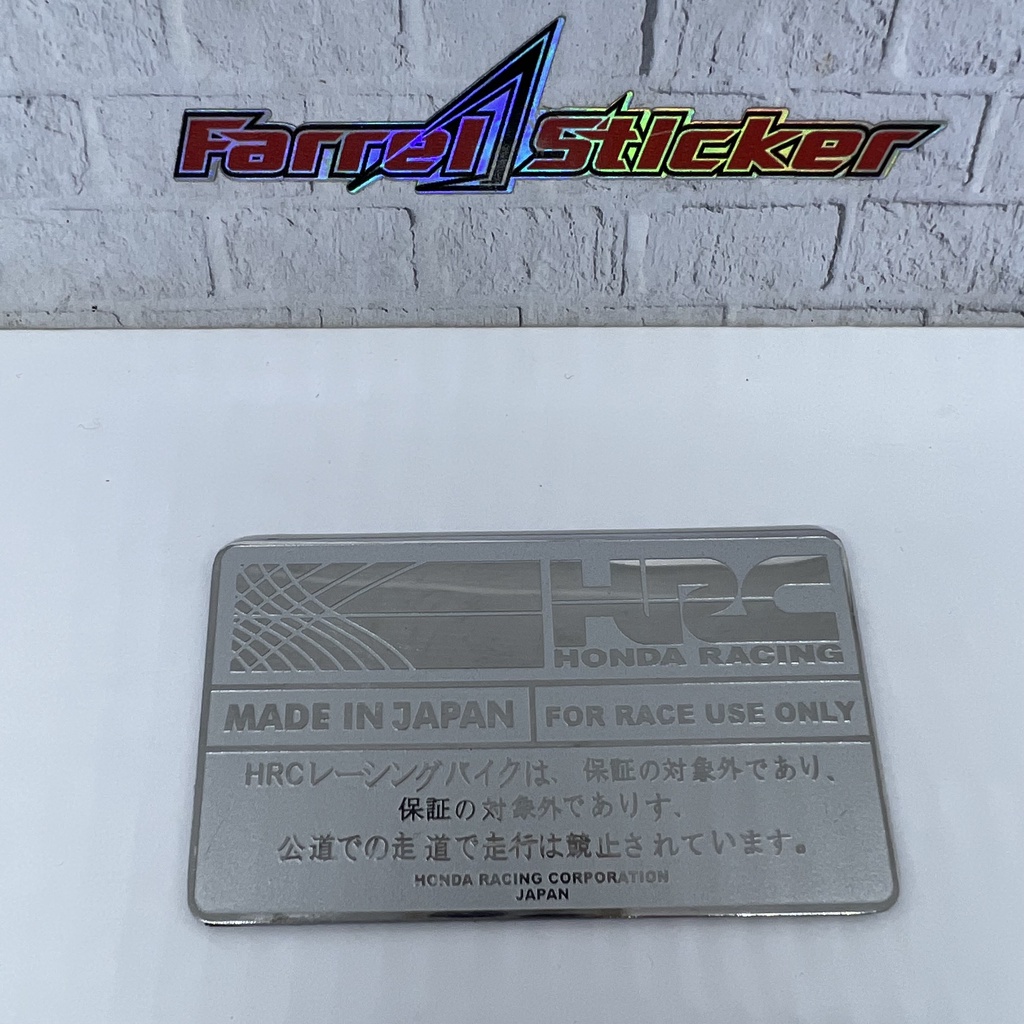 Farrel Sticker
HRC
HONDA RACING
MADE IN JAPAN
FOR RACE USE ONLY
HRCレーシングバイクは、保証の対象外であり、
保証の対象外でありす、
公道での走道で走行は競止されています。
HONDA RACING CORPORATION
JAPAN